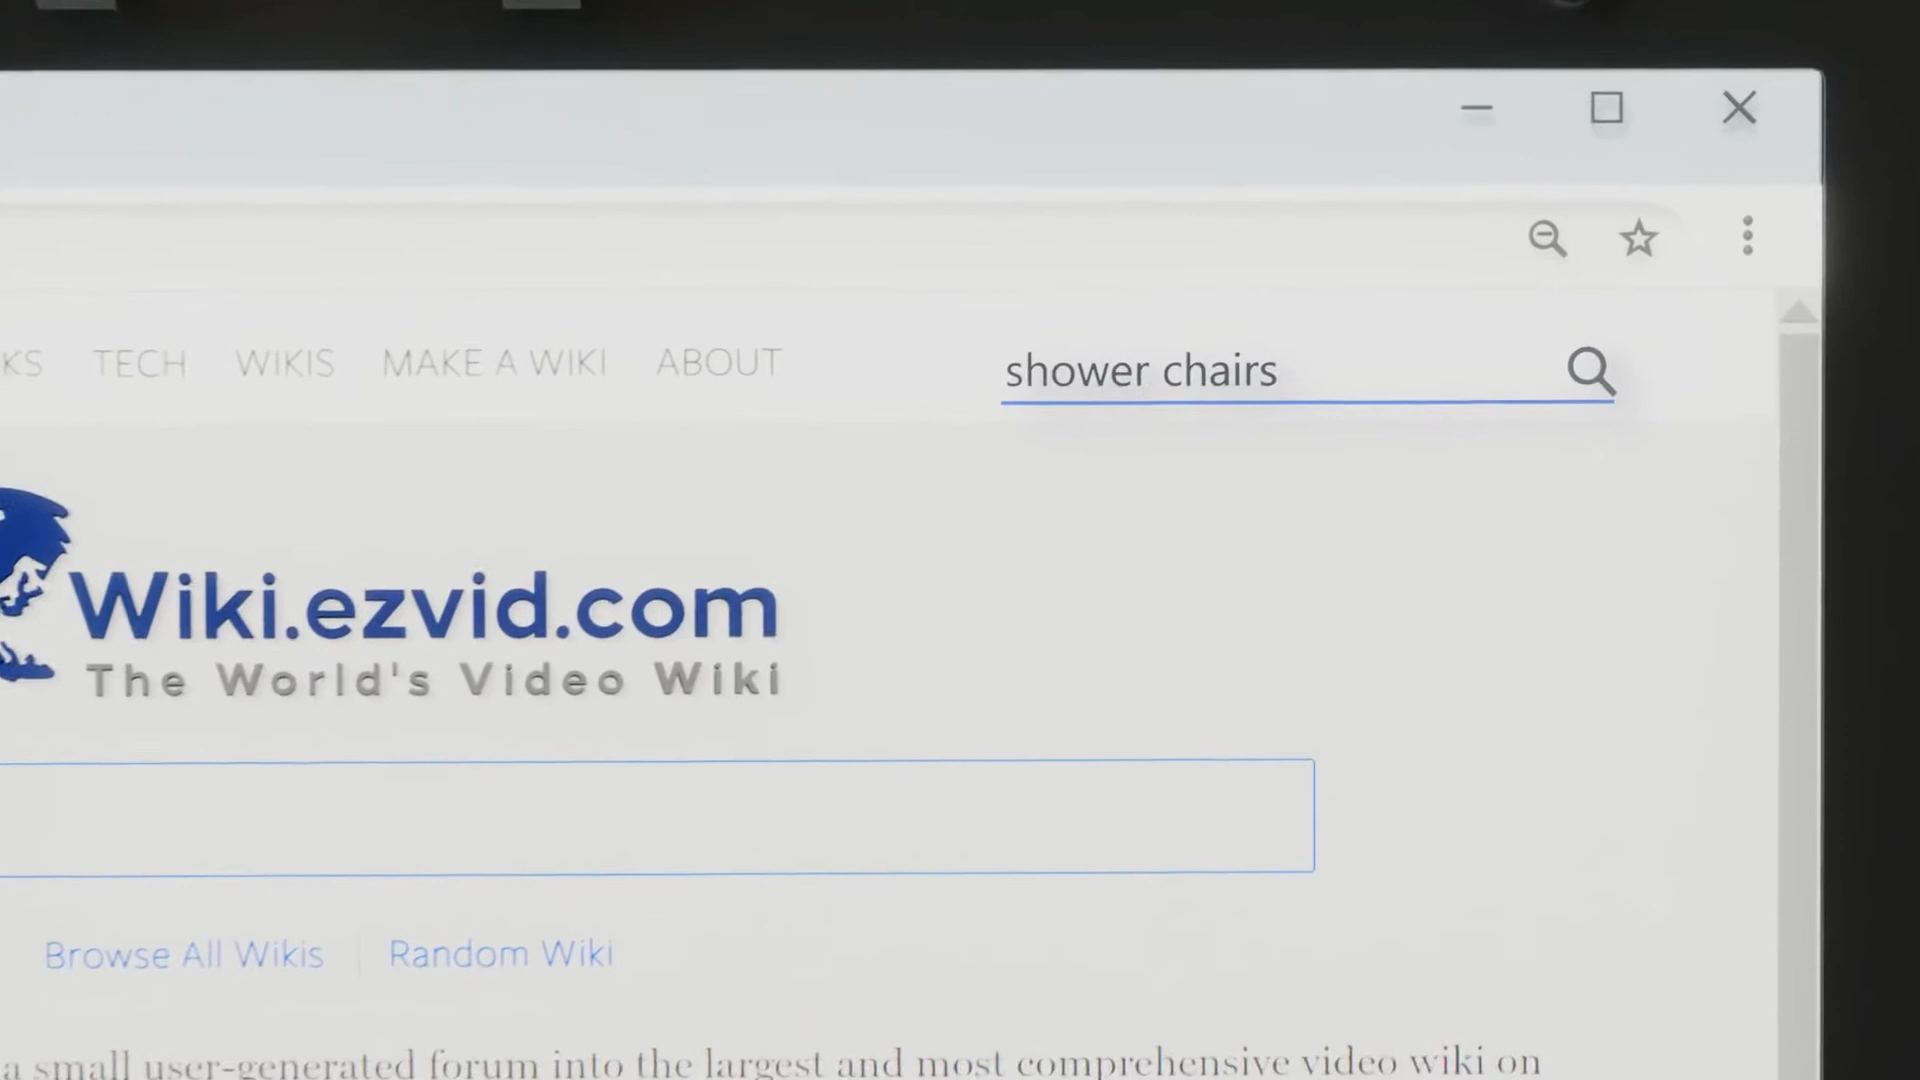 KS TECH WIKIS MAKE A WIKI ABOUT shower chairs
Wiki.ezvid.com
The World's Video Wiki
Browse All Wikis Random Wiki
a small user-generated forum into the largest and most comprehensive video wiki on